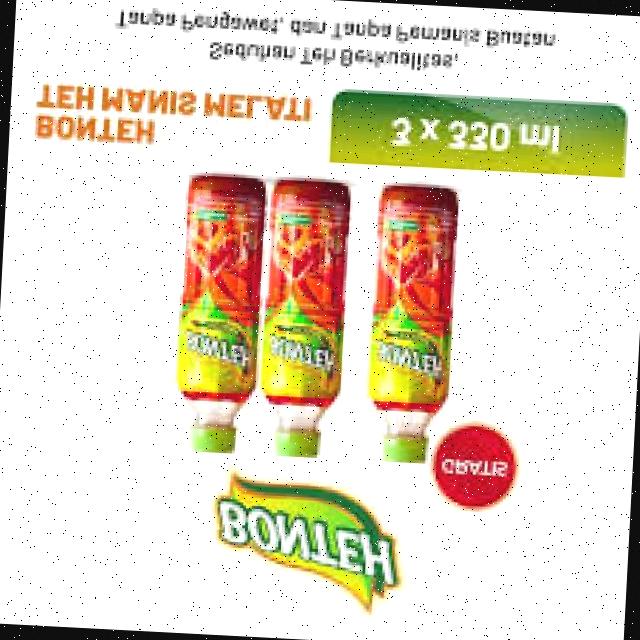 BONTEH
GRATIS
BONTEH
BONTEH
BONTEH
3 x 330 ml
BONTEH
TEH MANIS MELATI
Seduhan Teh Berkualitas,
Tanpa Pengawet, dan Tanpa Pemanis Buatan